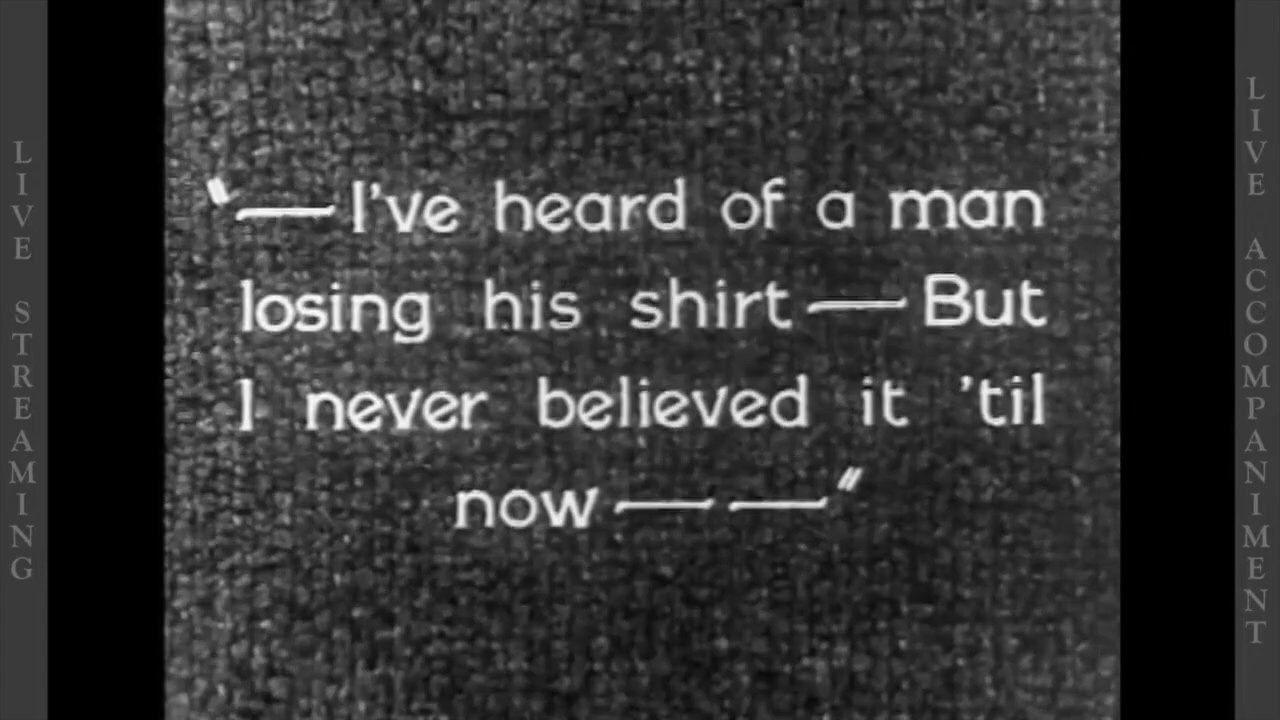 LIVE STREAMING
"—I've heard of a man
losing his shirt—But
I never believed it 'til
now— —"
LIVE ACCOMPANIMENT